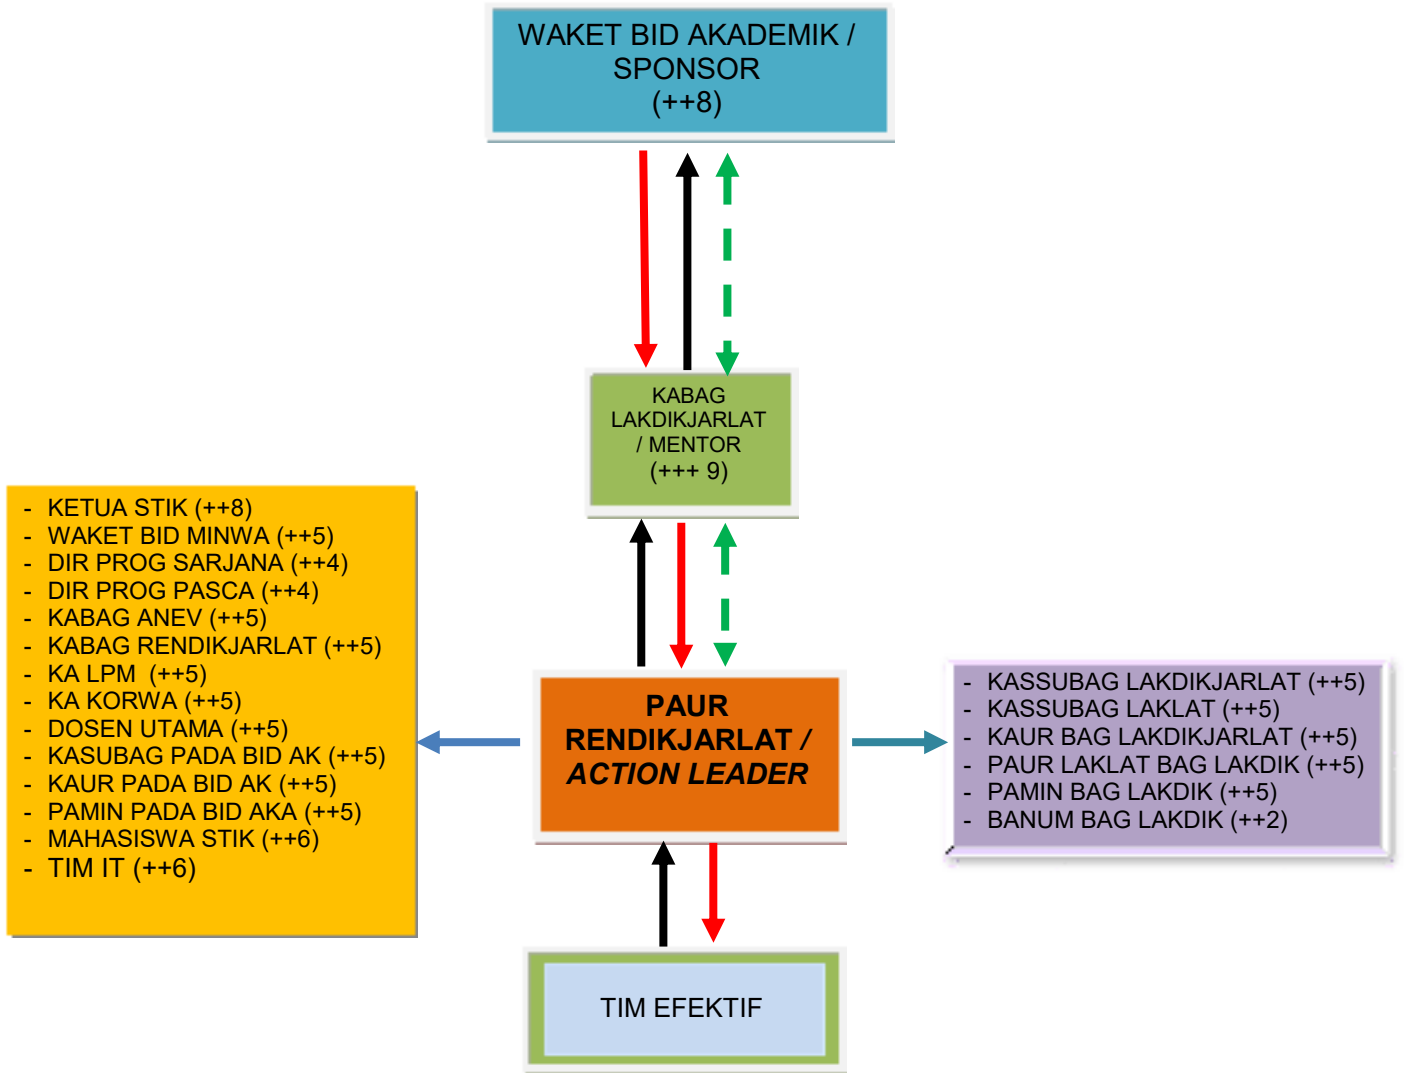 WAKET BID AKADEMIK /
SPONSOR
(++8)
KABAG
LAKDIKJARLAT
/ MENTOR
(+++ 9)
- KETUA STIK (++8)
- WAKET BID MINWA (++5)
- DIR PROG SARJANA (++4)
- DIR PROG PASCA (++4)
- KABAG ANEV (++5)
- KABAG RENDIKJARLAT (++5)
- KA LPM (++5)
- KA KORWA (++5)
- DOSEN UTAMA (++5)
- KASUBAG PADA BID AK (++5)
- KAUR PADA BID AK (++5)
- PAMIN PADA BID AKA (++5)
- MAHASISWA STIK (++6)
- TIM IT (++6)
PAUR
RENDIKJARLAT /
ACTION LEADER
- KASSUBAG LAKDIKJARLAT (++5)
- KASSUBAG LAKLAT (++5)
- KAUR BAG LAKDIKJARLAT (++5)
- PAUR LAKLAT BAG LAKDIK (++5)
- PAMIN BAG LAKDIK (++5)
- BANUM BAG LAKDIK (++2)
TIM EFEKTIF